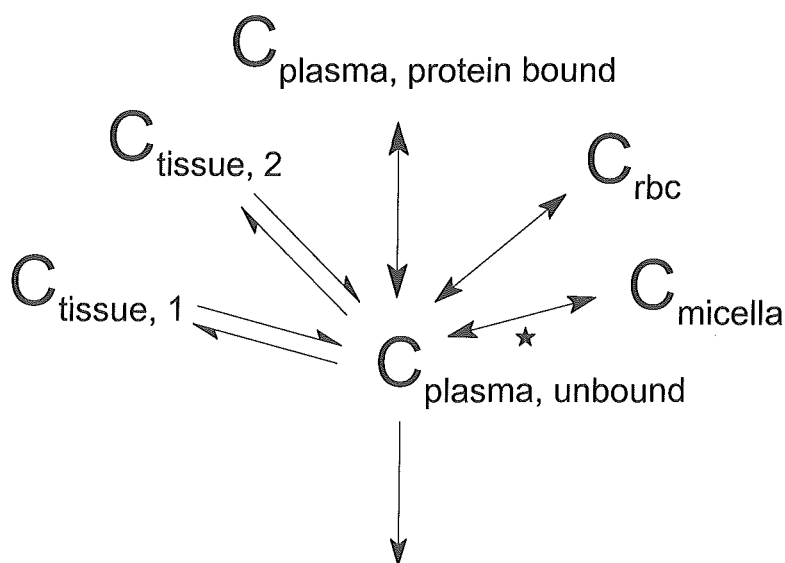 C plasma, protein bound
C tissue, 2
C rbc
C tissue, 1
C micella
C plasma, unbound